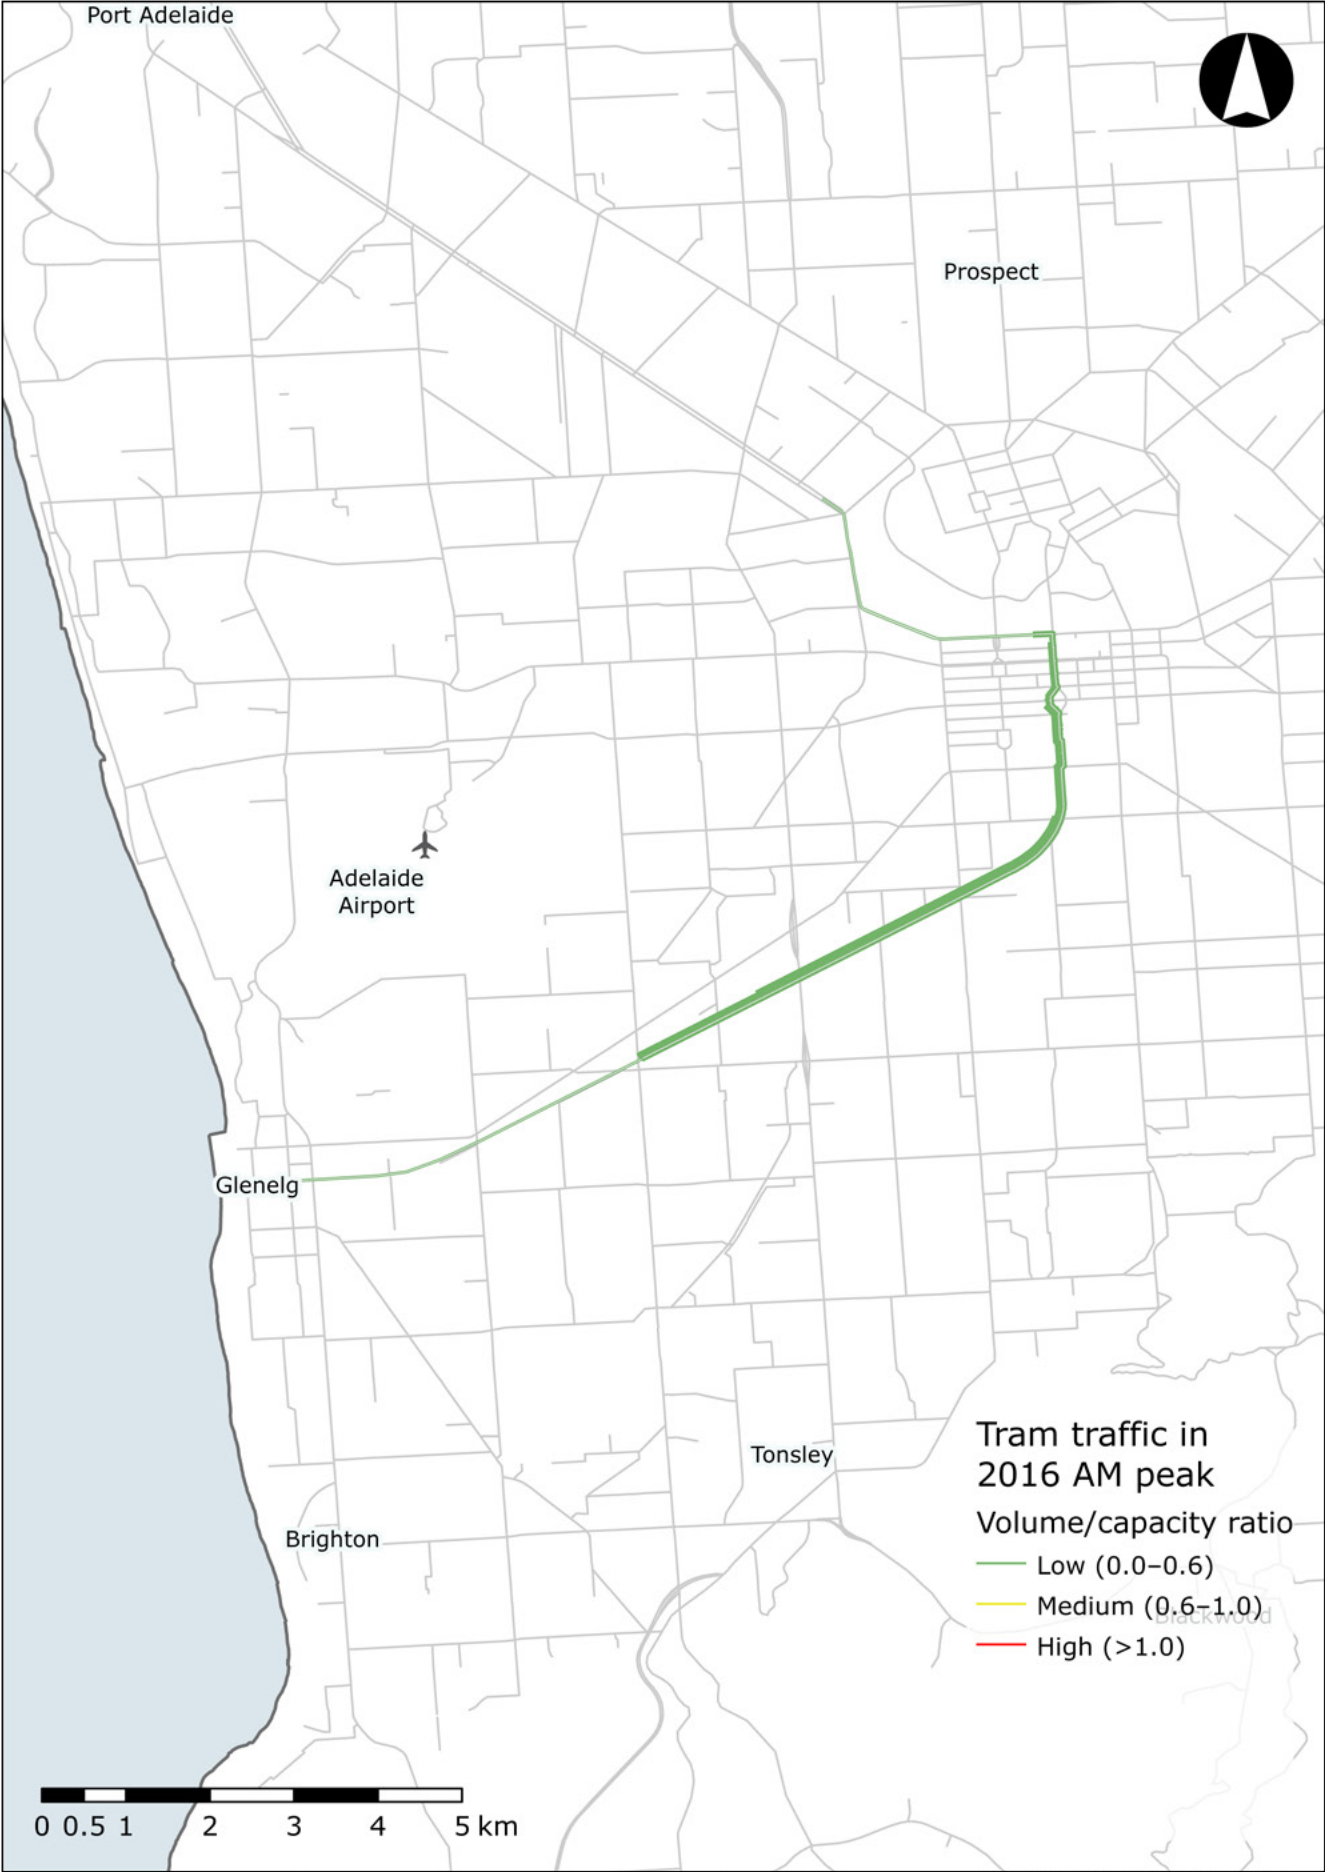 Port Adelaide
Prospect
Adelaide
Airport
Glenelg
Tonsley
Brighton
Tram traffic in
2016 AM peak
Volume/capacity ratio
Low (0.0–0.6)
Medium (0.6–1.0)
Blackwood
High (>1.0)
0 0.5 1 2 3 4 5 km